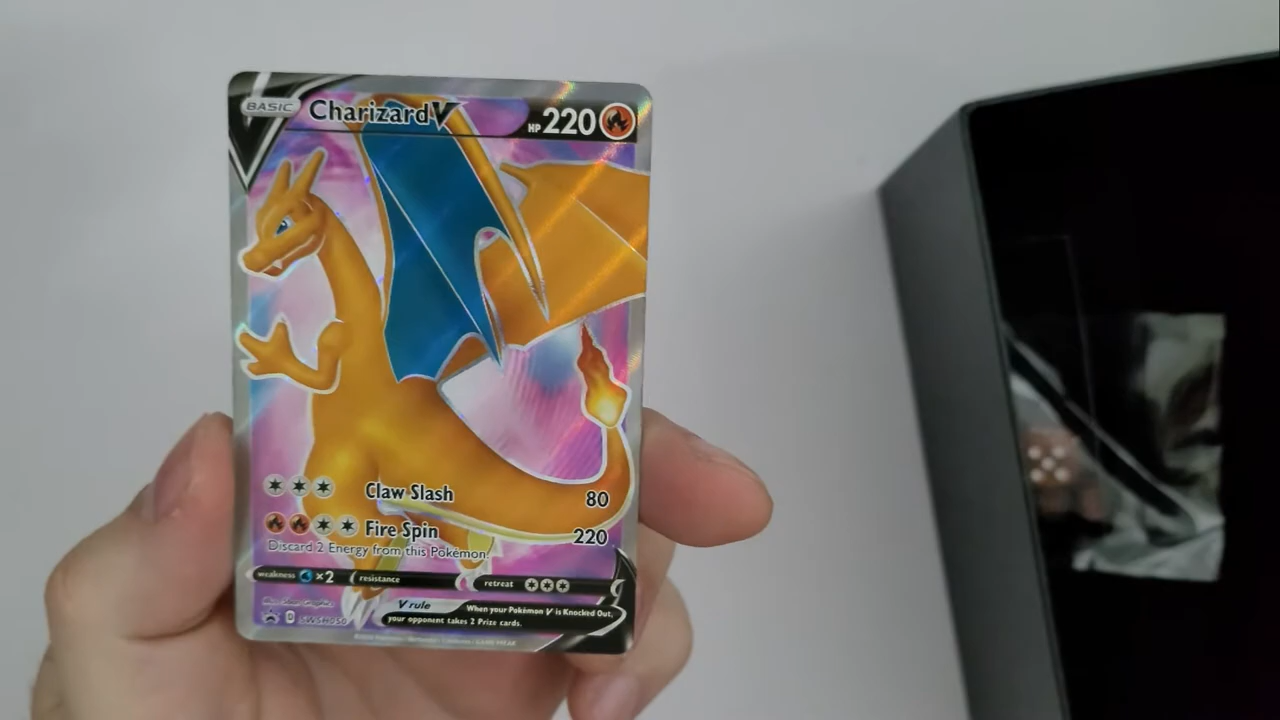 BASIC Charizard V HP 220
Claw Slash 80
Fire Spin 220
Discard 2 Energy from this Pokémon.
weakness ×2 resistance retreat
V rule When your Pokémon V is Knocked Out,
your opponent takes 2 Prize cards.
D SWSH050